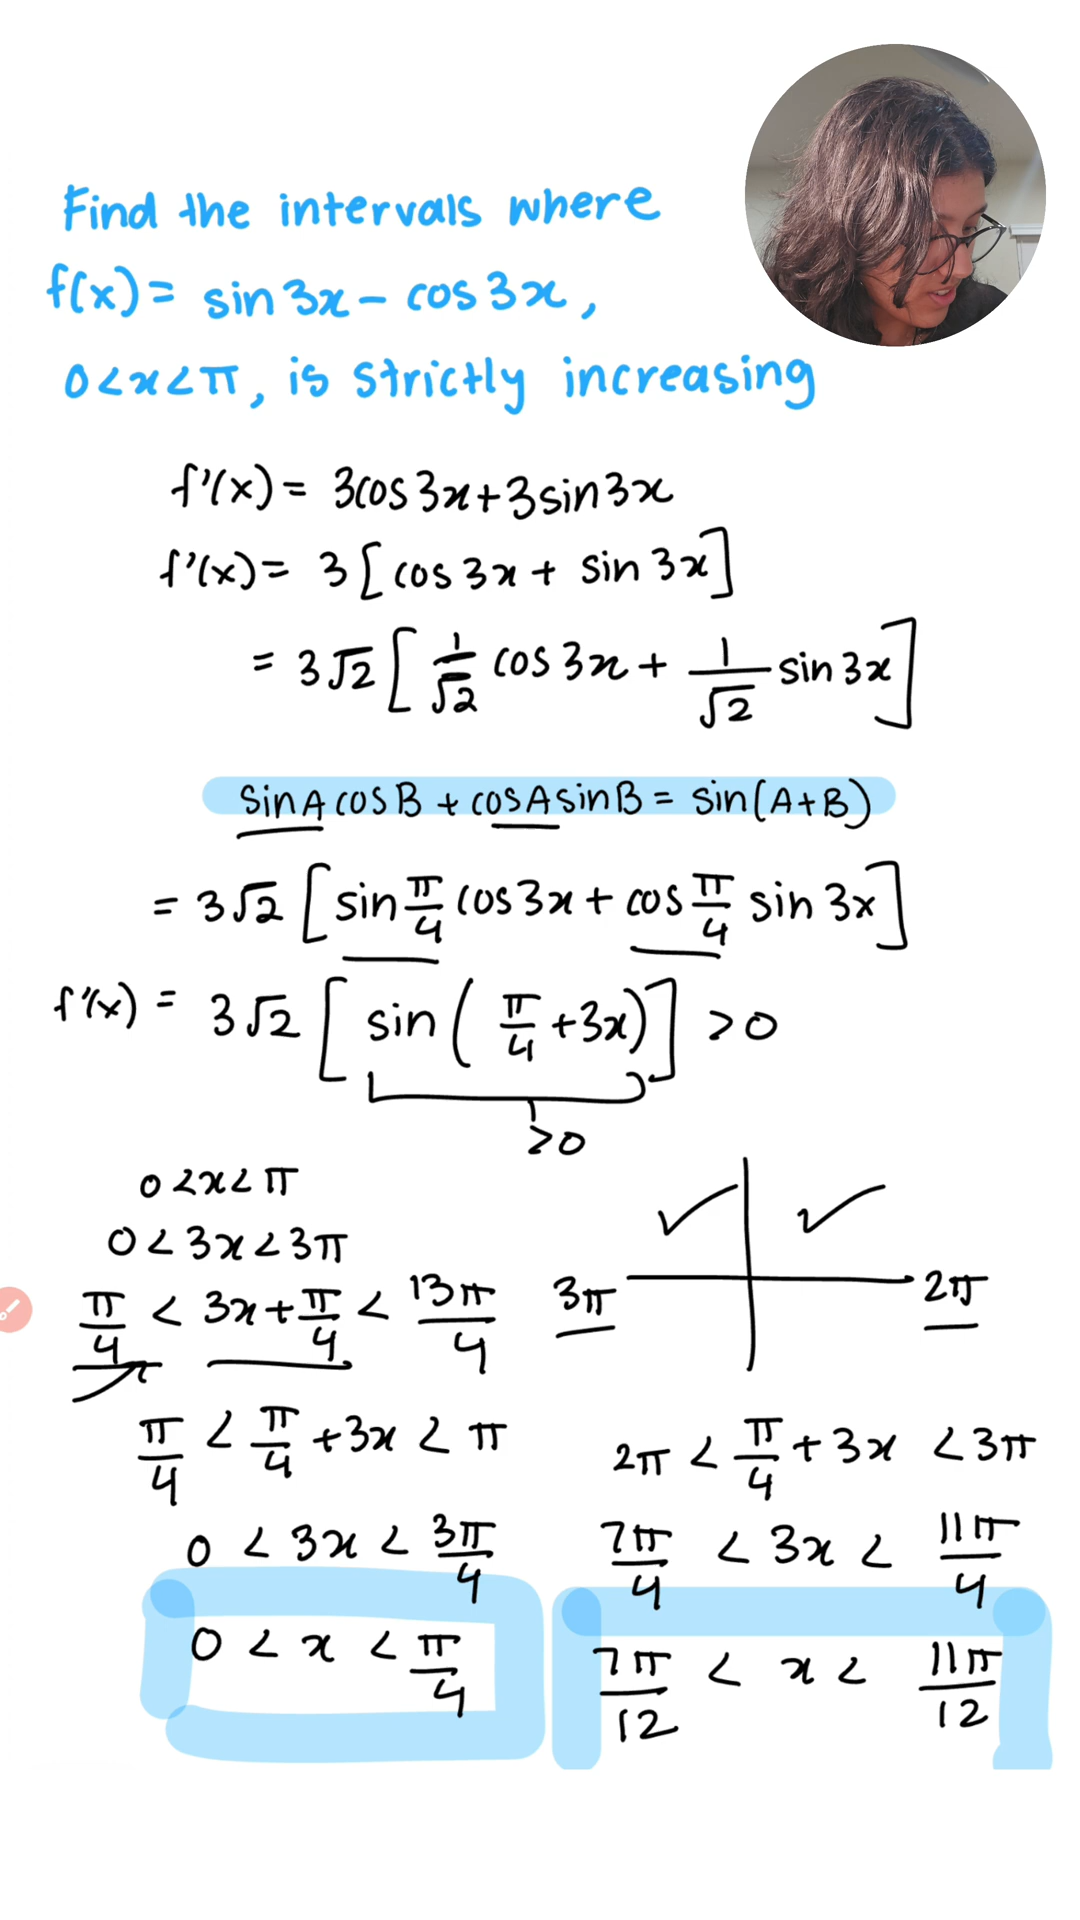 Find the intervals where
f(x) = sin 3x - cos 3x,
0 < x < π, is strictly increasing
f'(x) = 3cos 3x + 3 sin 3x
f'(x) = 3 [cos 3x + sin 3x]
= 3√2 [1/√2 cos 3x + 1/√2 sin 3x]
sin A cos B + cos A sin B = sin(A+B)
= 3√2 [sin π/4 cos 3x + cos π/4 sin 3x]
f'(x) = 3√2 [sin (π/4 + 3x)] > 0
> 0
0 < x < π
0 < 3x < 3π
π/4 < 3x + π/4 < 13π/4
3π
2π
π/4 < π/4 + 3x < π
2π < π/4 + 3x < 3π
0 < 3x < 3π/4
7π/4 < 3x < 11π/4
0 < x < π/4
7π/12 < x < 11π/12